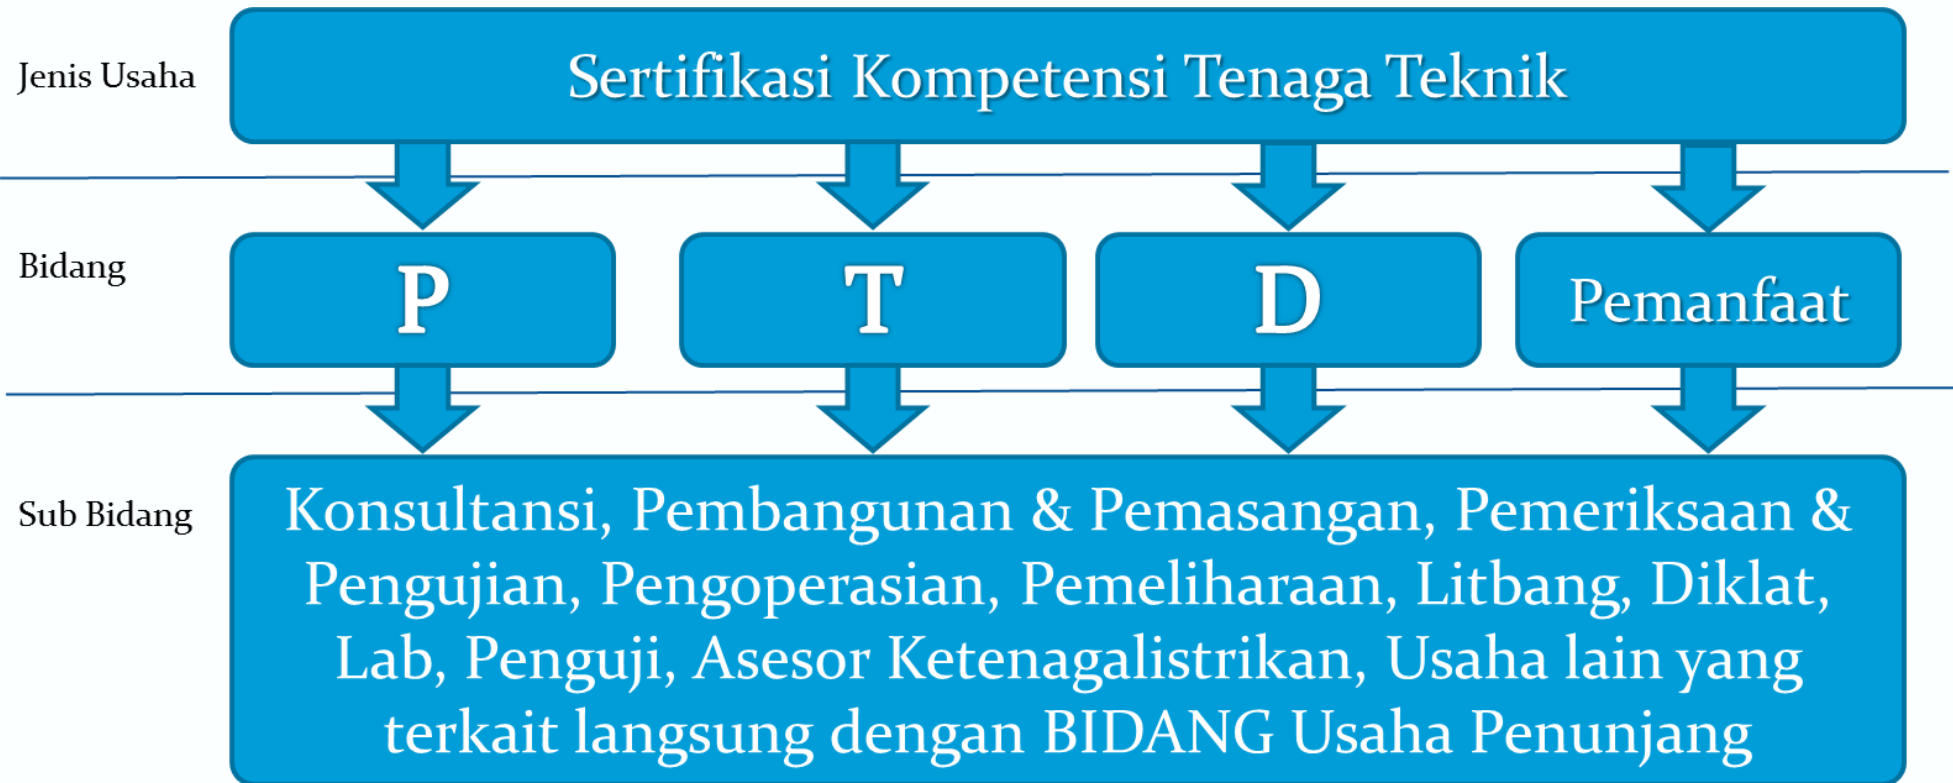 Jenis Usaha
Sertifikasi Kompetensi Tenaga Teknik
Bidang
P
T
D
Pemanfaat
Sub Bidang
Konsultansi, Pembangunan & Pemasangan, Pemeriksaan &
Pengujian, Pengoperasian, Pemeliharaan, Litbang, Diklat,
Lab, Penguji, Asesor Ketenagalistrikan, Usaha lain yang
terkait langsung dengan BIDANG Usaha Penunjang